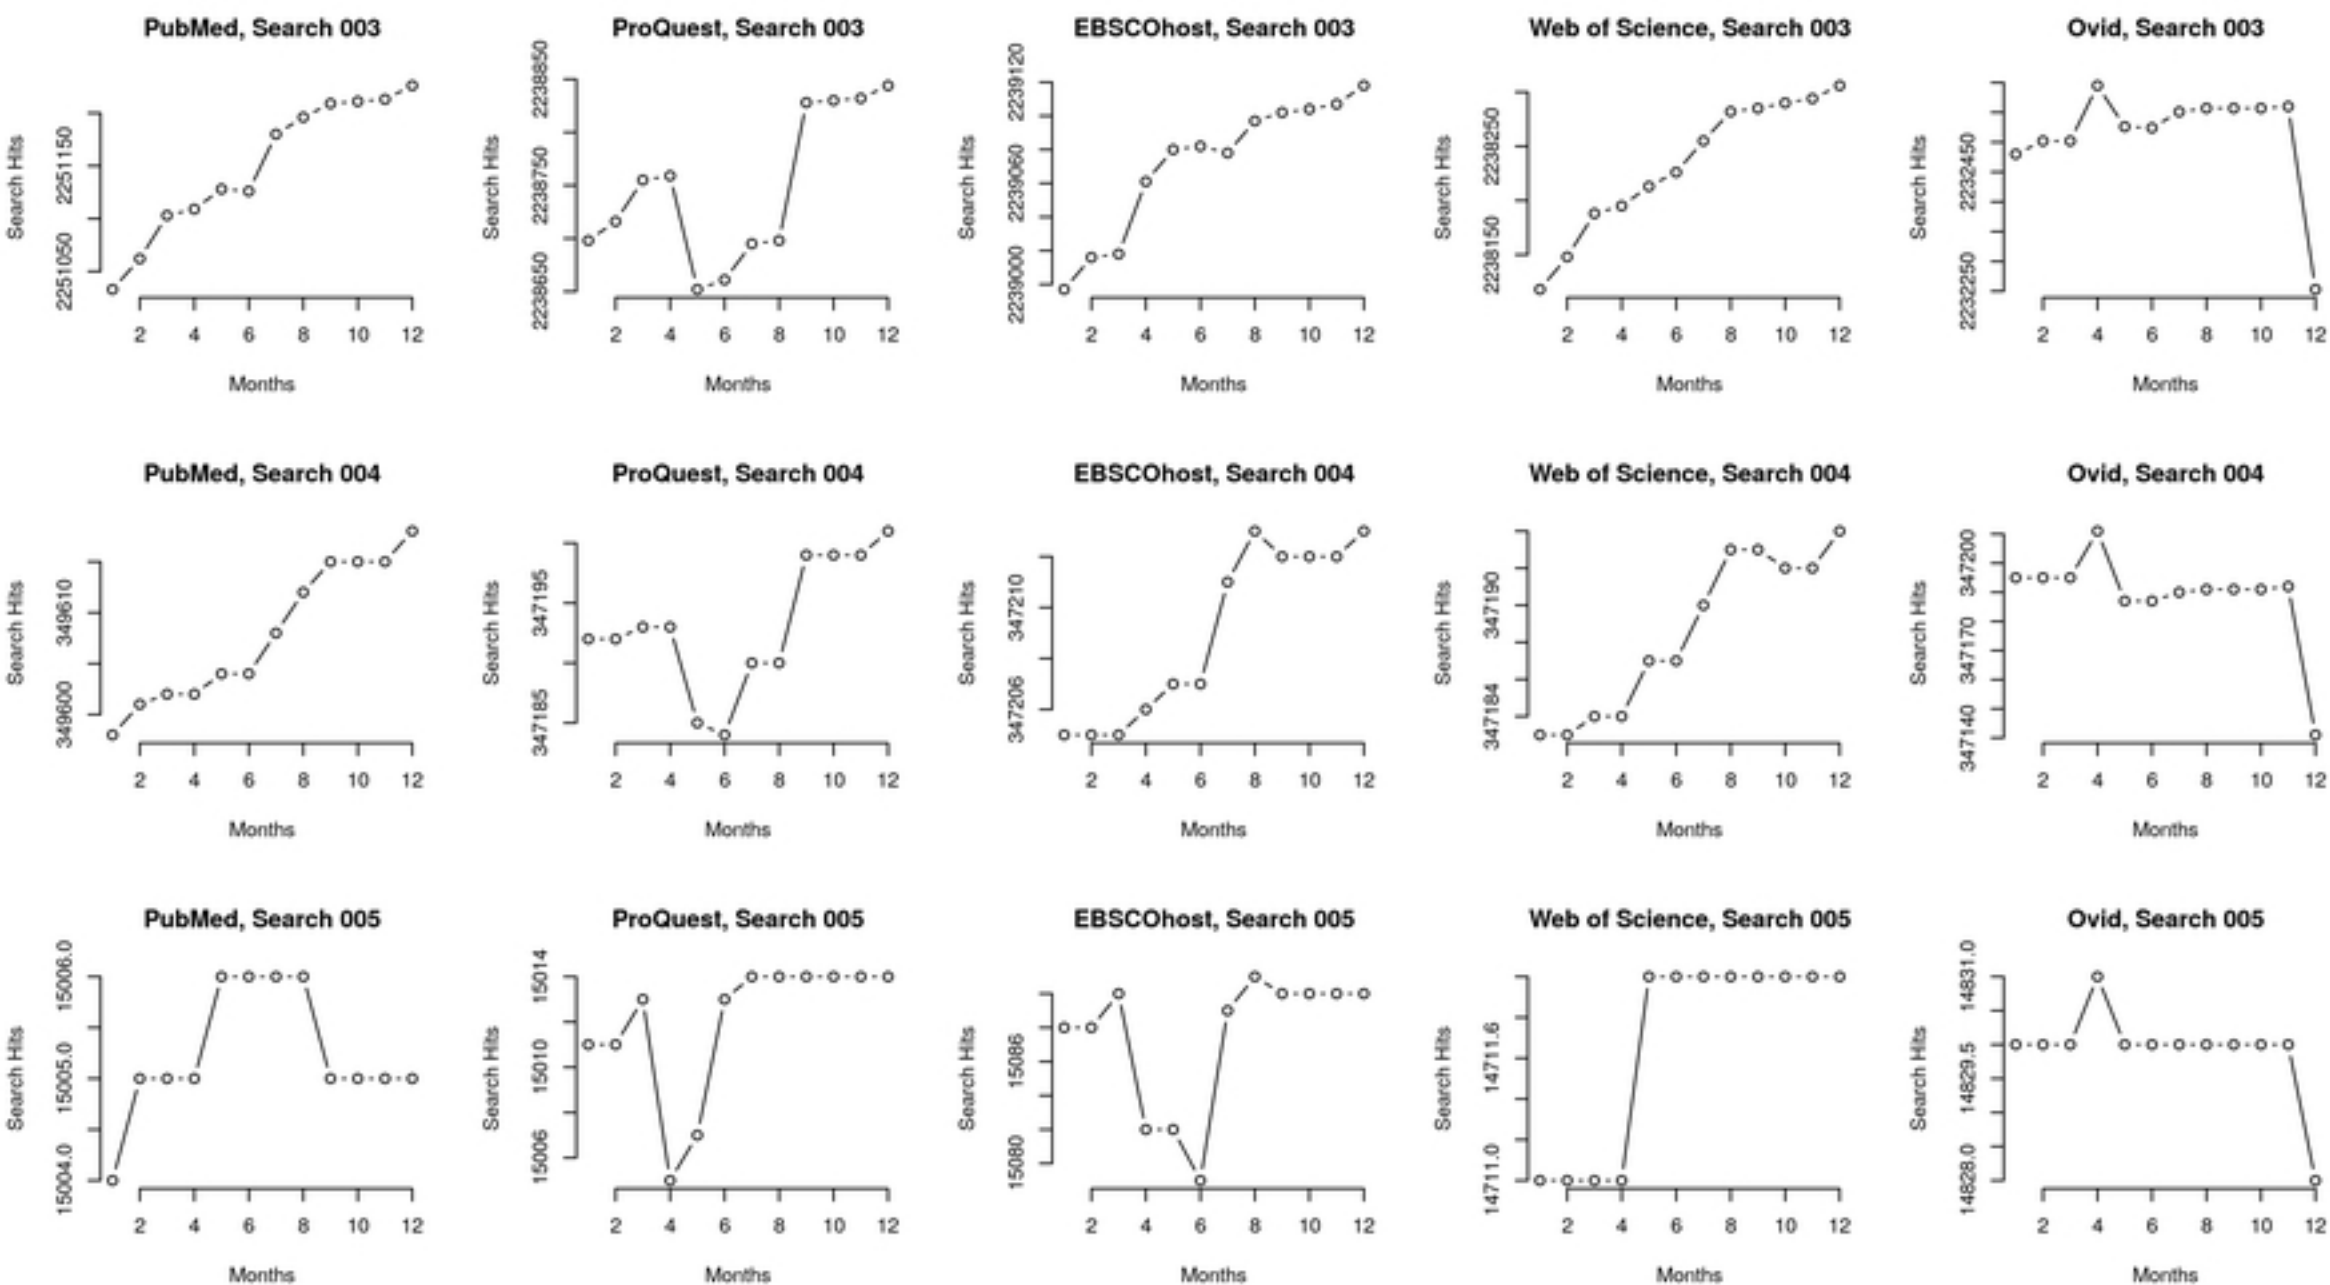 PubMed, Search 003
Search Hits
2251050 2251150
2 4 6 8 10 12
Months
ProQuest, Search 003
Search Hits
2238650 2238750 2238850
2 4 6 8 10 12
Months
EBSCOhost, Search 003
Search Hits
2239000 2239060 2239120
2 4 6 8 10 12
Months
Web of Science, Search 003
Search Hits
2238150 2238250
2 4 6 8 10 12
Months
Ovid, Search 003
Search Hits
2232250 2232450
2 4 6 8 10 12
Months
PubMed, Search 004
Search Hits
349600 349610
2 4 6 8 10 12
Months
ProQuest, Search 004
Search Hits
347185 347195
2 4 6 8 10 12
Months
EBSCOhost, Search 004
Search Hits
347206 347210
2 4 6 8 10 12
Months
Web of Science, Search 004
Search Hits
347184 347190
2 4 6 8 10 12
Months
Ovid, Search 004
Search Hits
347140 347170 347200
2 4 6 8 10 12
Months
PubMed, Search 005
Search Hits
15004.0 15005.0 15006.0
2 4 6 8 10 12
Months
ProQuest, Search 005
Search Hits
15006 15010 15014
2 4 6 8 10 12
Months
EBSCOhost, Search 005
Search Hits
15080 15086
2 4 6 8 10 12
Months
Web of Science, Search 005
Search Hits
14711.0 14711.6
2 4 6 8 10 12
Months
Ovid, Search 005
Search Hits
14828.0 14829.5 14831.0
2 4 6 8 10 12
Months